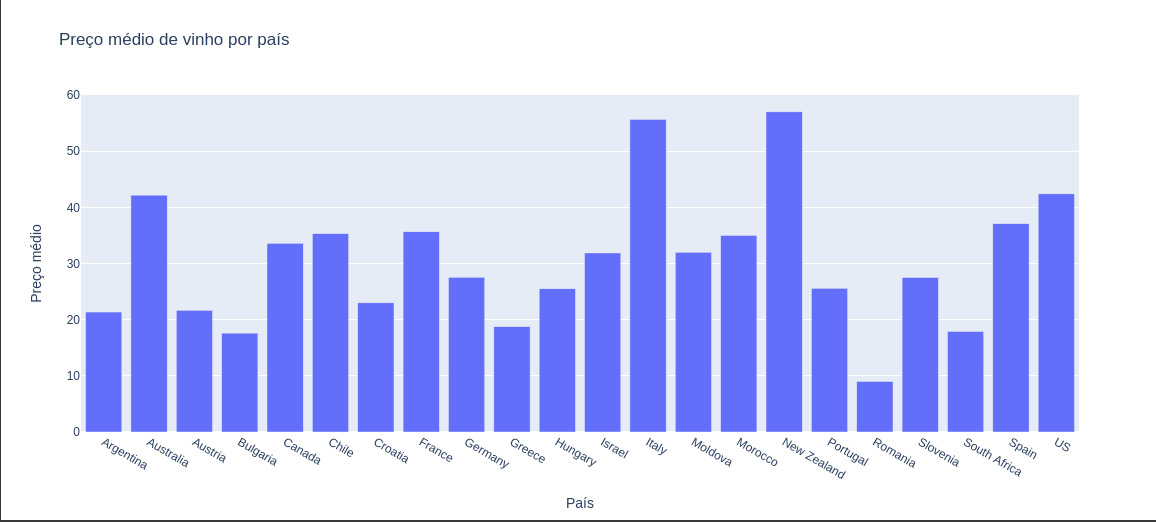 Preço médio de vinho por país
Preço médio
60
50
40
30
20
10
0
Argentina
Australia
Austria
Bulgaria
Canada
Chile
Croatia
France
Germany
Greece
Hungary
Israel
Italy
Moldova
Morocco
New Zealand
Portugal
Romania
Slovenia
South Africa
Spain
US
País